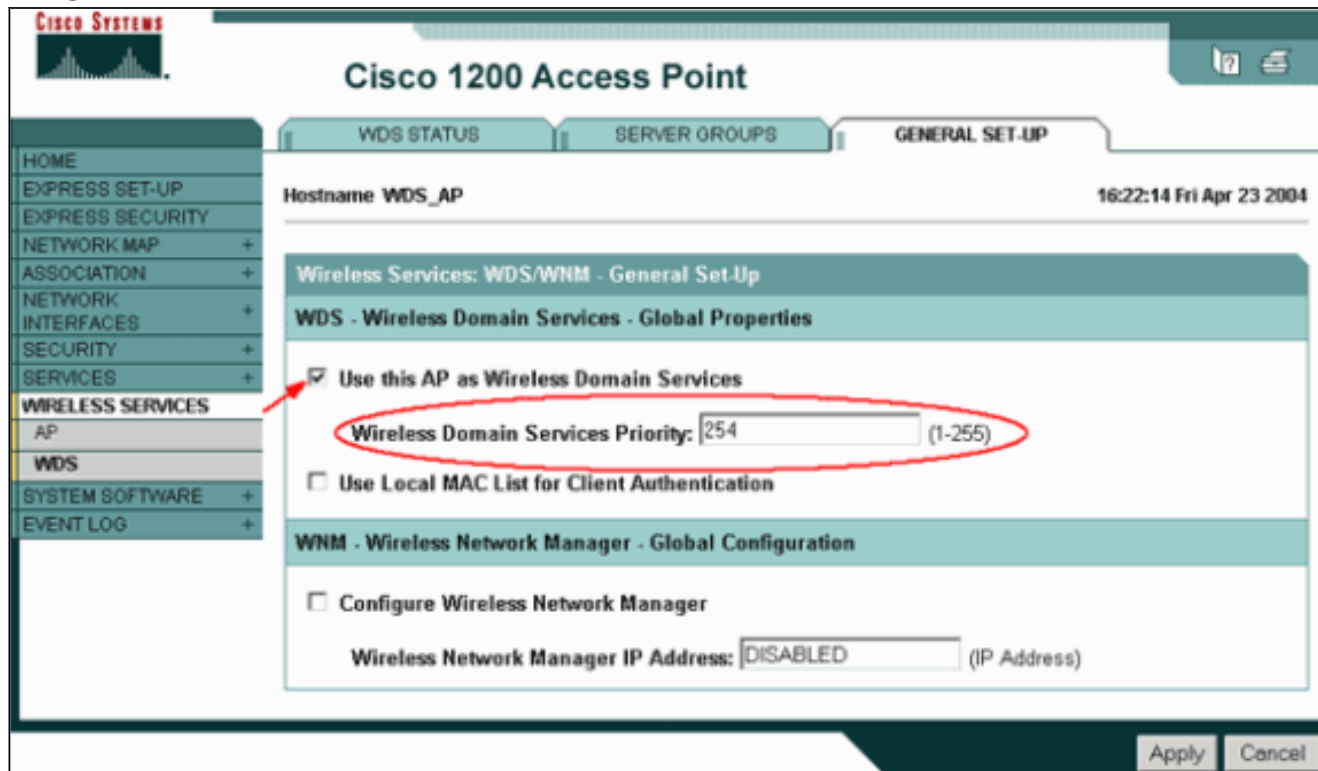 CISCO SYSTEMS
Cisco 1200 Access Point
WDS STATUS
SERVER GROUPS
GENERAL SET-UP
HOME
EXPRESS SET-UP
EXPRESS SECURITY
NETWORK MAP +
ASSOCIATION +
NETWORK
INTERFACES +
SECURITY +
SERVICES +
WIRELESS SERVICES
AP
WDS
SYSTEM SOFTWARE +
EVENT LOG +
Hostname WDS_AP
16:22:14 Fri Apr 23 2004
Wireless Services: WDS/WNM - General Set-Up
WDS - Wireless Domain Services - Global Properties
Use this AP as Wireless Domain Services
Wireless Domain Services Priority: 254 (1-255)
Use Local MAC List for Client Authentication
WNM - Wireless Network Manager - Global Configuration
Configure Wireless Network Manager
Wireless Network Manager IP Address: DISABLED (IP Address)
Apply Cancel